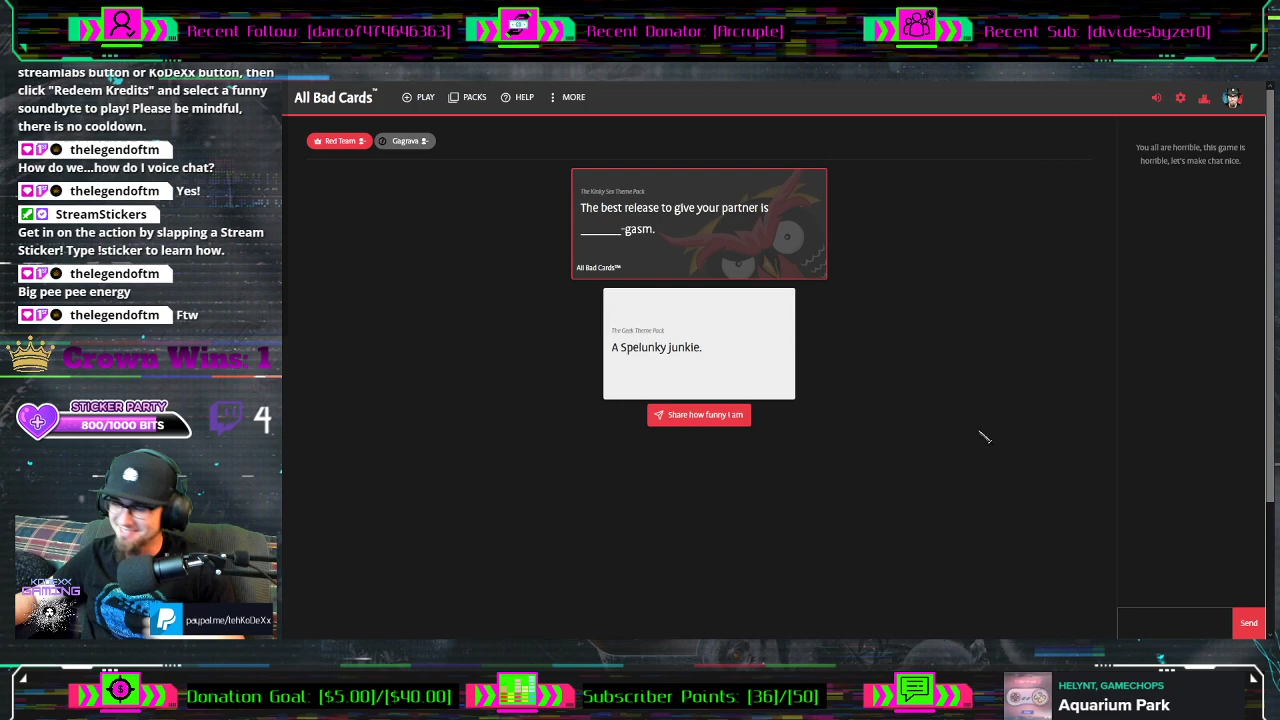 Recent Follow: [darco7474646363]
Recent Donator: [Arcruple]
Recent Sub: [dividesbyzer0]
streamlabs button or KoDeXx button, then
click "Redeem Kredits" and select a funny
soundbyte to play! Please be mindful,
there is no cooldown.
thelegendoftm
How do we...how do I voice chat?
thelegendoftm Yes!
StreamStickers
Get in on the action by slapping a Stream
Sticker! Type !sticker to learn how.
thelegendoftm
Big pee pee energy
thelegendoftm Ftw
Crown Wins: 1
STICKER PARTY
800/1000 BITS
4
KODEXX
GAMING
paypal.me/tehKoDeXx
All Bad Cards™
PLAY
PACKS
HELP
MORE
Red Team
Gagrava
The Kinky Sex Theme Pack
The best release to give your partner is
_______-gasm.
All Bad Cards™
The Geek Theme Pack
A Spelunky junkie.
Share how funny I am
You all are horrible, this game is
horrible, let's make chat nice.
Send
Donation Goal: [$5.00]/[$40.00]
Subscriber Points: [36]/[50]
HELYNT, GAMECHOPS
Aquarium Park